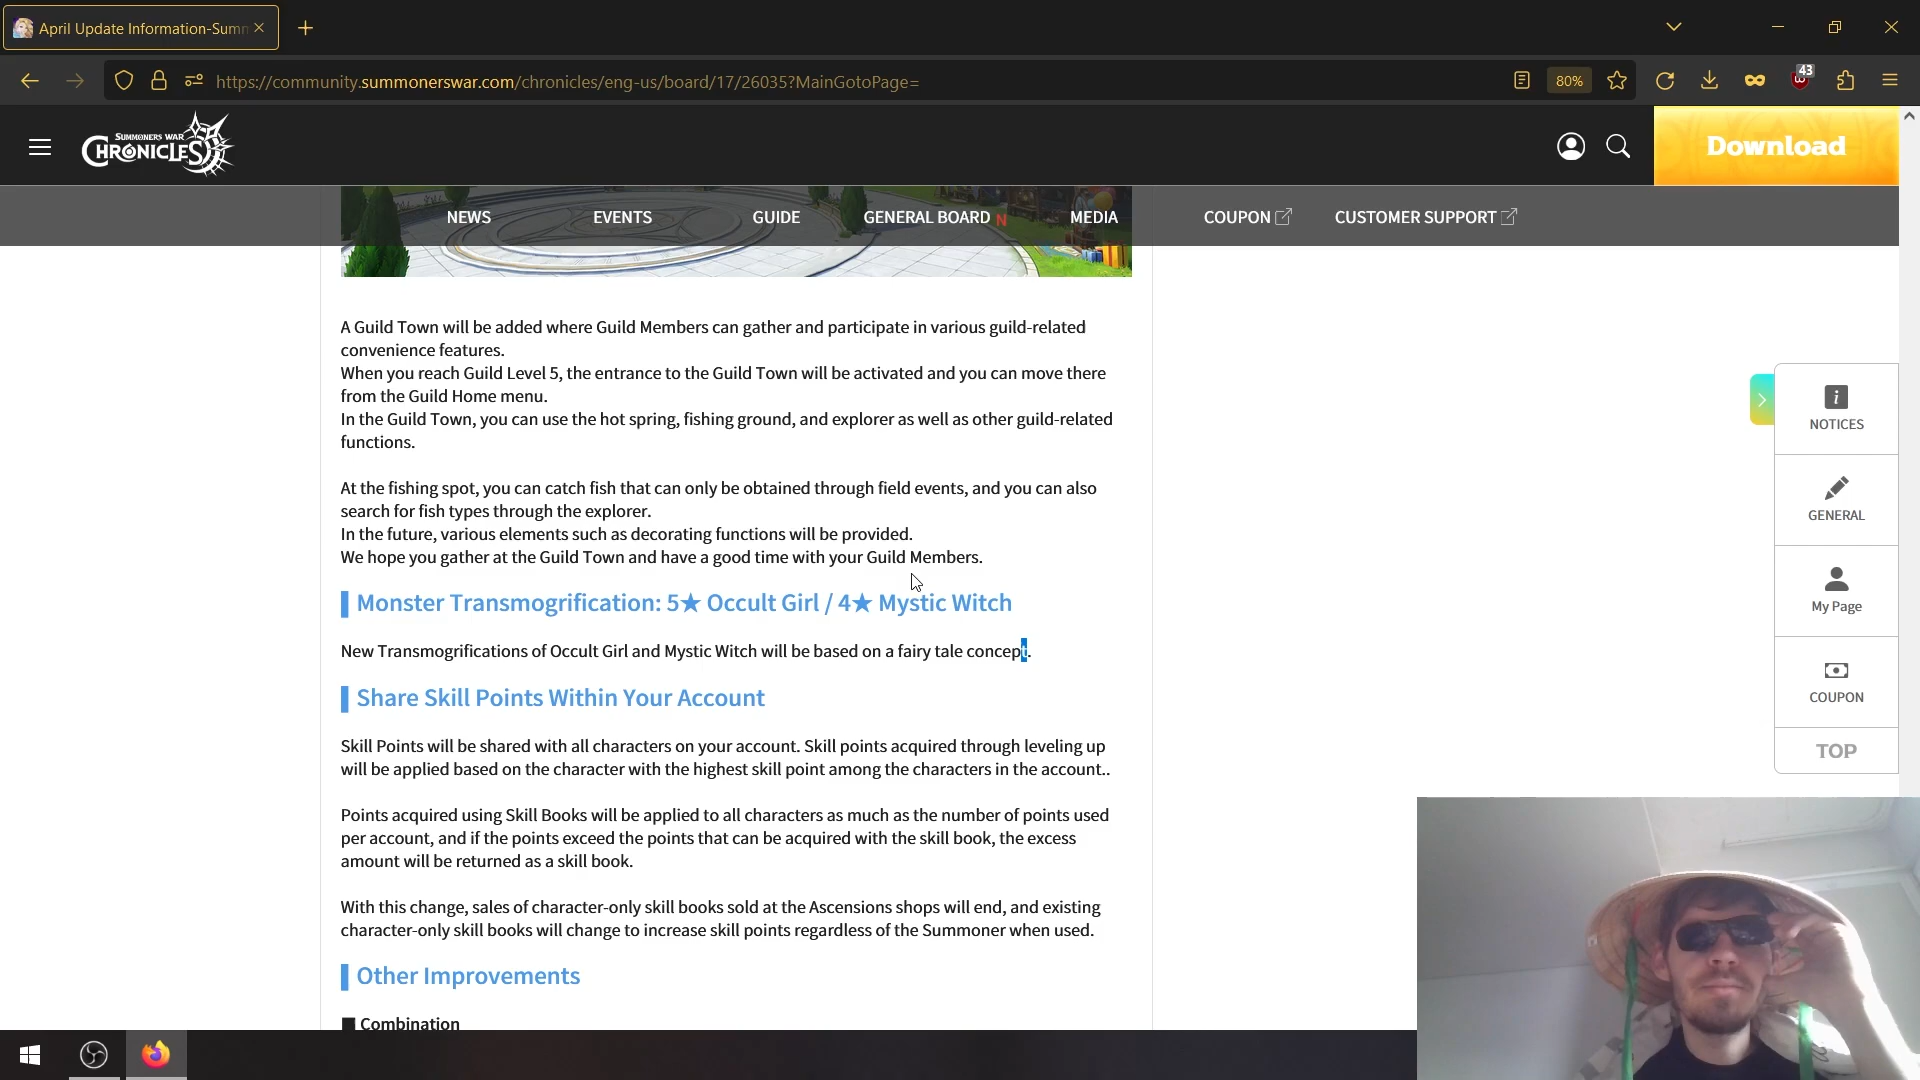 April Update Information-Sum
https://community.summonerswar.com/chronicles/eng-us/board/17/26035?MainGotoPage=
80%
43
SUMMONERS WAR
CHRONICLES
Download
NEWS
EVENTS
GUIDE
GENERAL BOARD N
MEDIA
COUPON
CUSTOMER SUPPORT
A Guild Town will be added where Guild Members can gather and participate in various guild-related
convenience features.
When you reach Guild Level 5, the entrance to the Guild Town will be activated and you can move there
from the Guild Home menu.
In the Guild Town, you can use the hot spring, fishing ground, and explorer as well as other guild-related
functions.
At the fishing spot, you can catch fish that can only be obtained through field events, and you can also
search for fish types through the explorer.
In the future, various elements such as decorating functions will be provided.
We hope you gather at the Guild Town and have a good time with your Guild Members.
Monster Transmogrification: 5★ Occult Girl / 4★ Mystic Witch
New Transmogrifications of Occult Girl and Mystic Witch will be based on a fairy tale concept.
Share Skill Points Within Your Account
Skill Points will be shared with all characters on your account. Skill points acquired through leveling up
will be applied based on the character with the highest skill point among the characters in the account..
Points acquired using Skill Books will be applied to all characters as much as the number of points used
per account, and if the points exceed the points that can be acquired with the skill book, the excess
amount will be returned as a skill book.
With this change, sales of character-only skill books sold at the Ascensions shops will end, and existing
character-only skill books will change to increase skill points regardless of the Summoner when used.
Other Improvements
■ Combination
NOTICES
GENERAL
My Page
COUPON
TOP